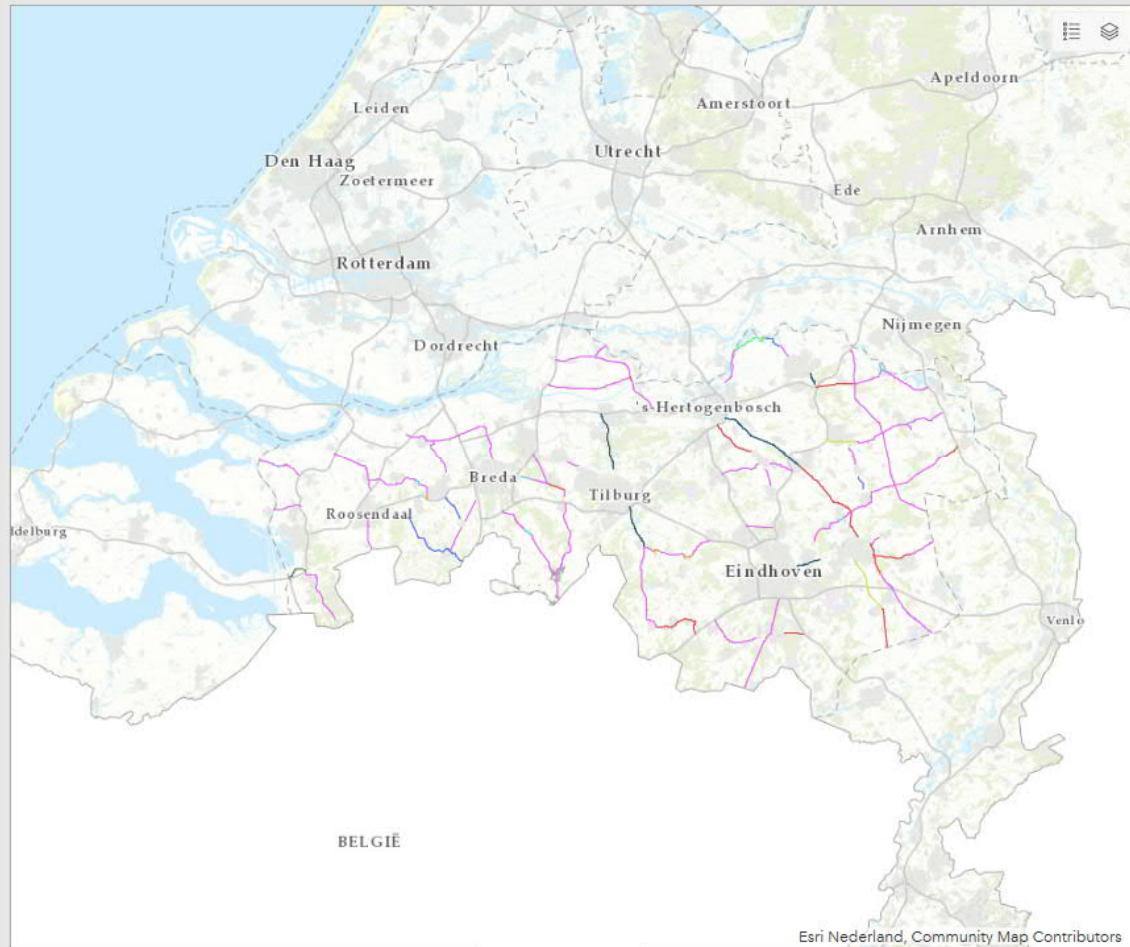 Apeldoorn
Leiden
Amerstoort
Utrecht
Den Haag
Zoetermeer
Ede
Arnhem
Rotterdam
Nijmegen
Dordrecht
's-Hertogenbosch
Breda
Tilburg
Roosendaal
ldelburg
Eindhoven
Venlo
BELGIË
Esri Nederland, Community Map Contributors